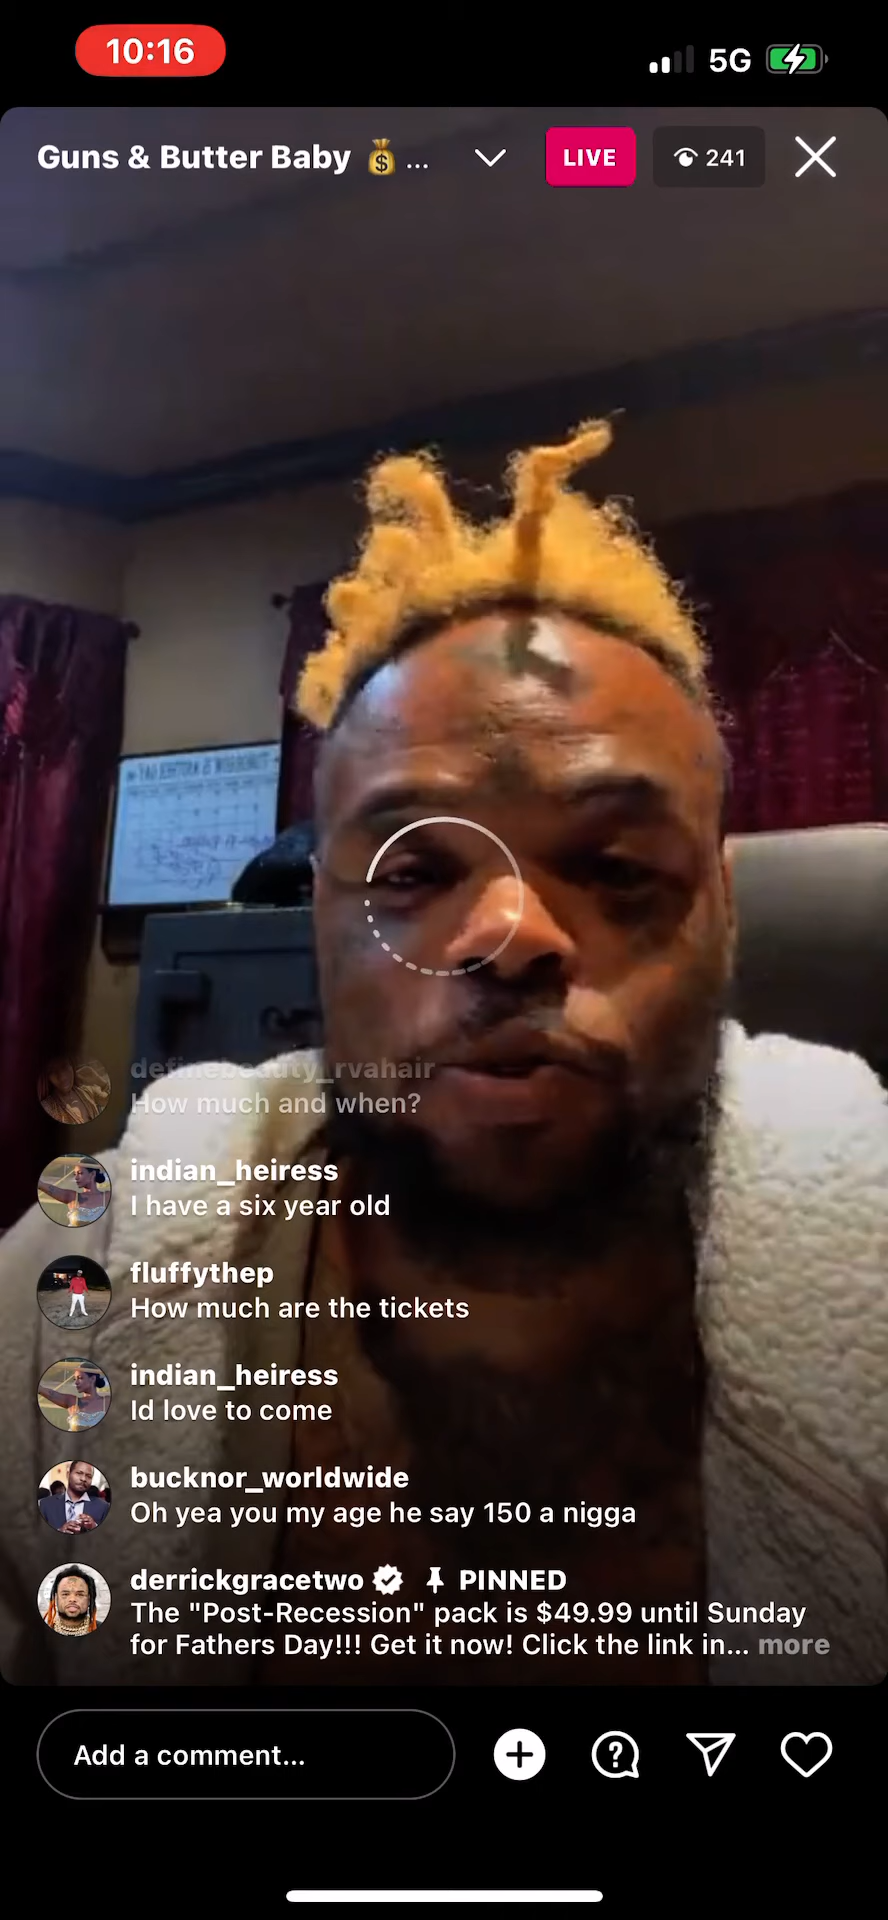 10:16
5G
Guns & Butter Baby 💰 ...
LIVE
241
definebeauty_rvahair
How much and when?
indian_heiress
I have a six year old
fluffythep
How much are the tickets
indian_heiress
Id love to come
bucknor_worldwide
Oh yea you my age he say 150 a nigga
derrickgracetwo PINNED
The "Post-Recession" pack is $49.99 until Sunday
for Fathers Day!!! Get it now! Click the link in... more
Add a comment...